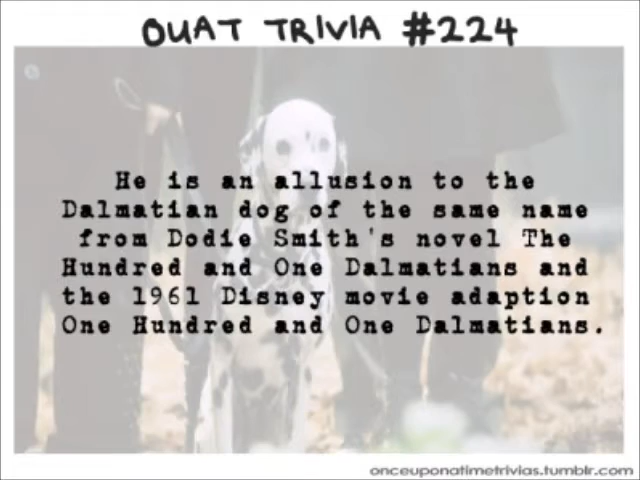 OUAT TRIVIA #224
He is an allusion to the
Dalmatian dog of the same name
from Dodie Smith's novel The
Hundred and One Dalmatians and
the 1961 Disney movie adaption
One Hundred and One Dalmatians.
onceuponatimetrivias.tumblr.com